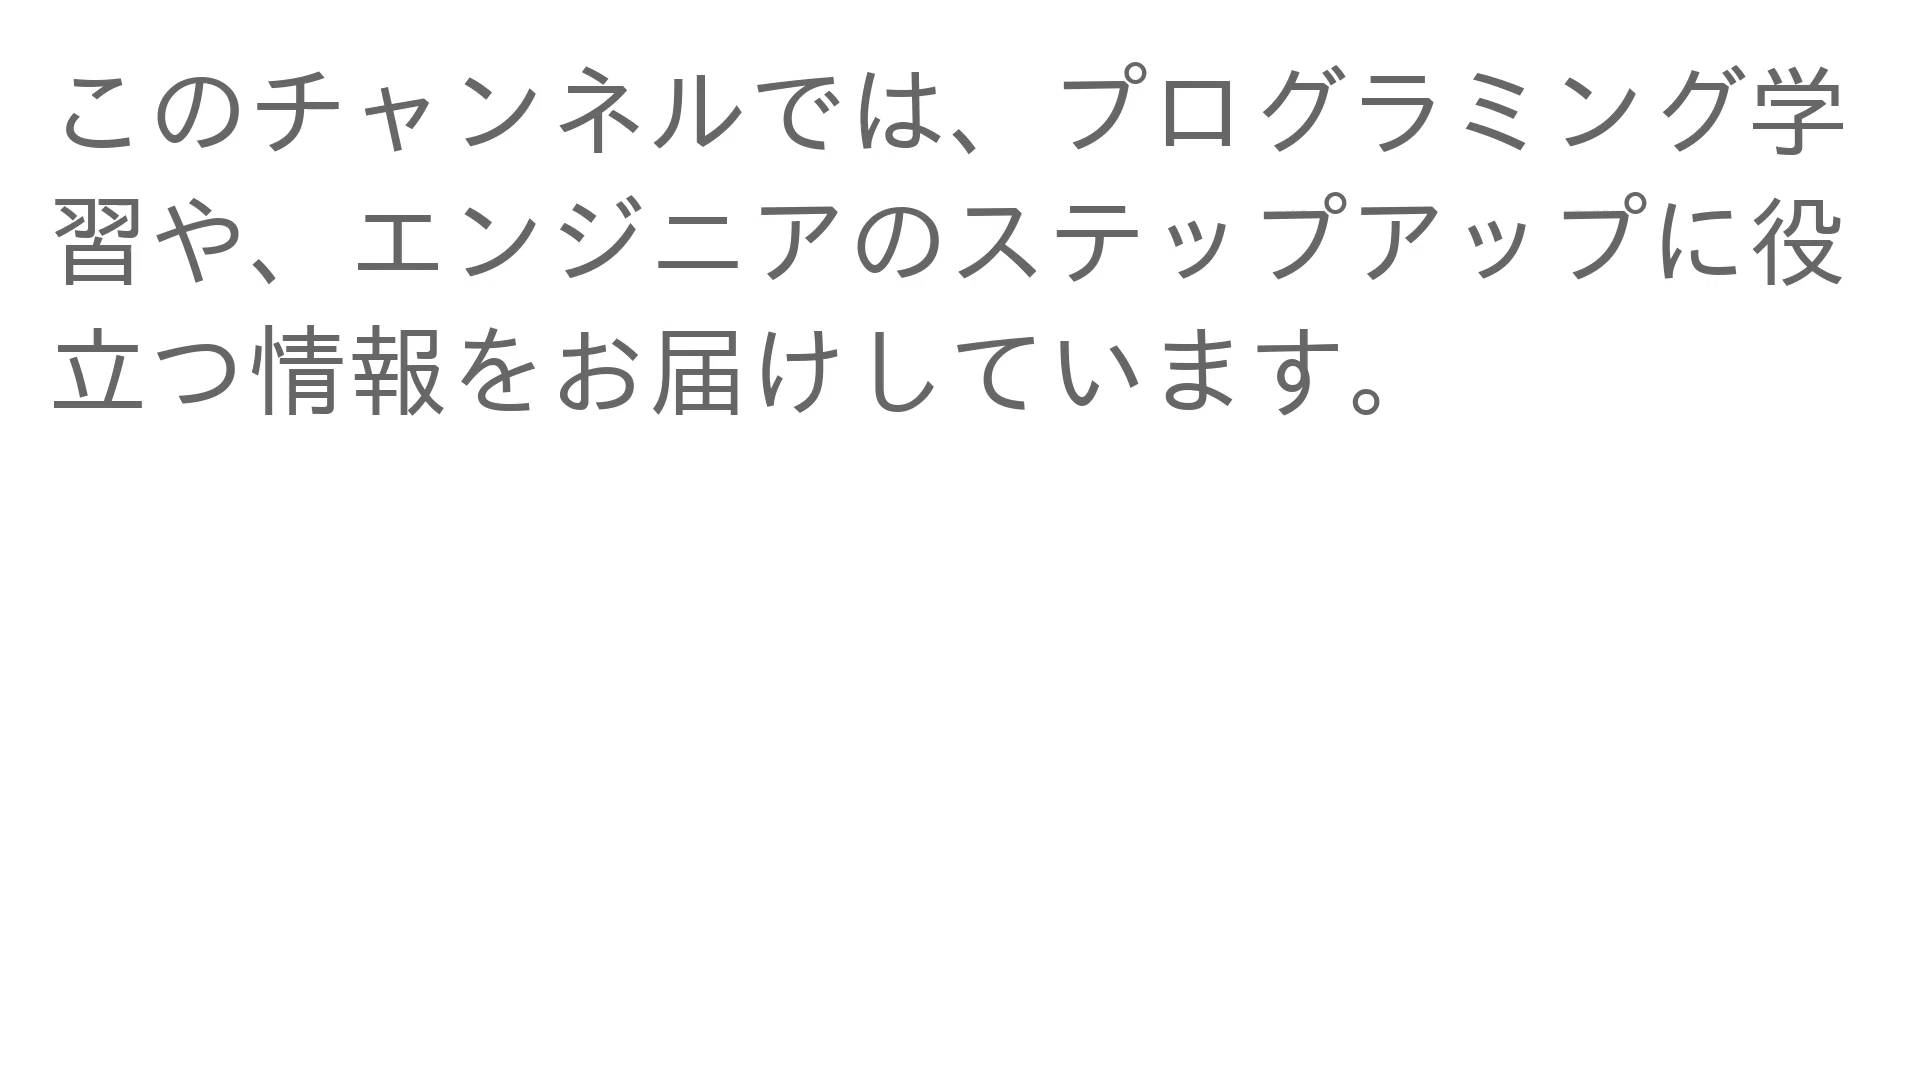 このチャンネルでは、プログラミング学
習や、エンジニアのステップアップに役
立つ情報をお届けしています。